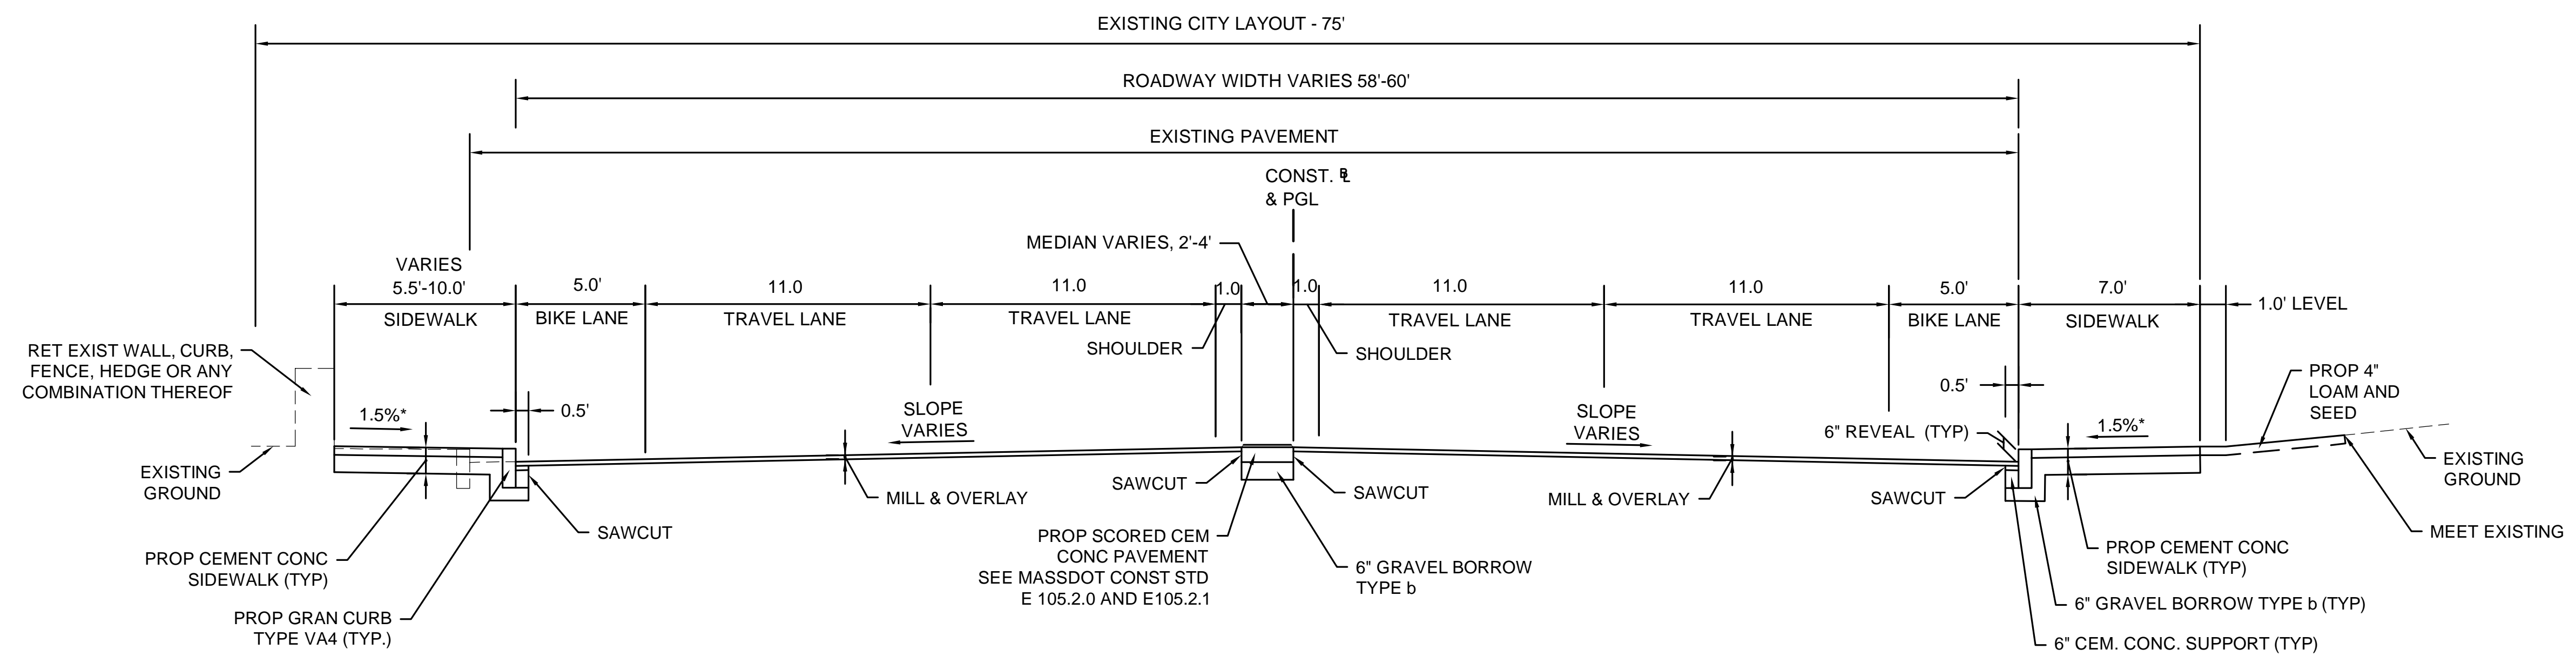 EXISTING CITY LAYOUT - 75'
ROADWAY WIDTH VARIES 58'-60'
EXISTING PAVEMENT
CONST. BL
& PGL
MEDIAN VARIES, 2'-4'
VARIES
5.5'-10.0'
SIDEWALK
5.0'
BIKE LANE
11.0
TRAVEL LANE
11.0
TRAVEL LANE
1.0
SHOULDER
1.0
SHOULDER
11.0
TRAVEL LANE
11.0
TRAVEL LANE
5.0'
BIKE LANE
7.0'
SIDEWALK
1.0' LEVEL
RET EXIST WALL, CURB,
FENCE, HEDGE OR ANY
COMBINATION THEREOF
1.5%*
0.5'
SLOPE
VARIES
SLOPE
VARIES
0.5'
6" REVEAL (TYP)
1.5%*
PROP 4"
LOAM AND
SEED
EXISTING
GROUND
EXISTING
GROUND
MILL & OVERLAY
SAWCUT
SAWCUT
MILL & OVERLAY
SAWCUT
SAWCUT
MEET EXISTING
PROP CEMENT CONC
SIDEWALK (TYP)
PROP GRAN CURB
TYPE VA4 (TYP.)
PROP SCORED CEM
CONC PAVEMENT
SEE MASSDOT CONST STD
E 105.2.0 AND E105.2.1
6" GRAVEL BORROW
TYPE b
PROP CEMENT CONC
SIDEWALK (TYP)
6" GRAVEL BORROW TYPE b (TYP)
6" CEM. CONC. SUPPORT (TYP)